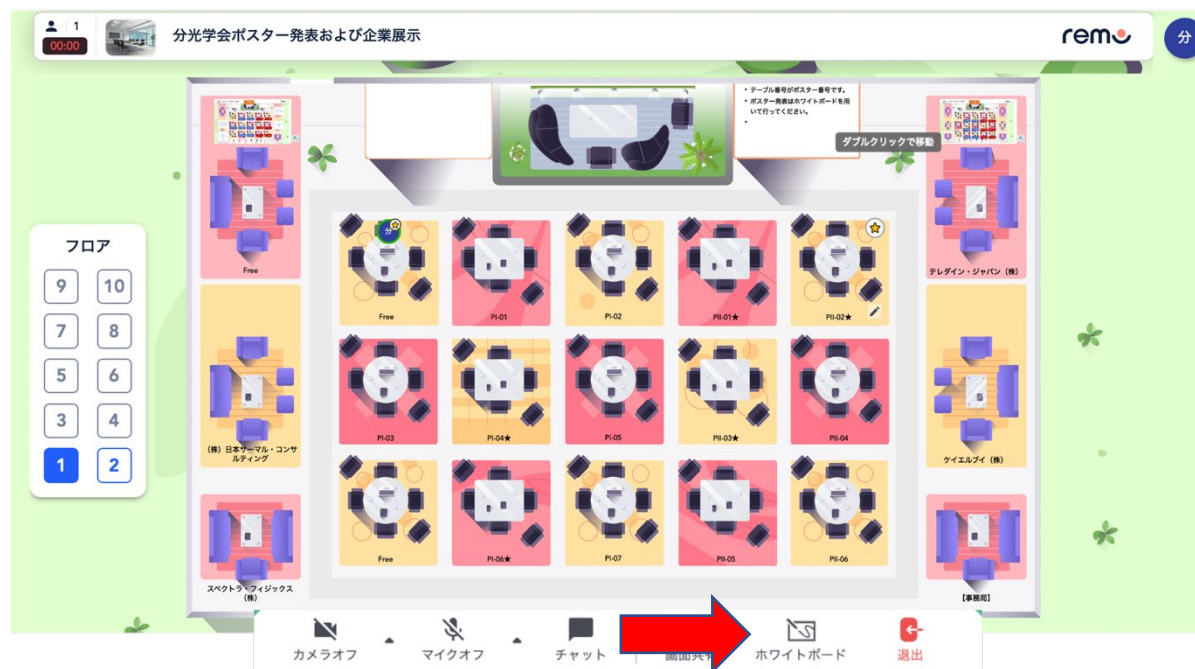 1
00:00
分光学会ポスター発表および企業展示
remo
分
・テーブル番号がポスター番号です。
・ポスター発表はホワイトボードを用
いて行ってください。
・
ダブルクリックで移動
フロア
9 10
7 8
5 6
3 4
1 2
Free
テレダイン・ジャパン（株）
分
Free
PI-01
PI-02
PII-01★
PII-02★
（株）日本サーマル・コンサ
ルティング
PI-03
PI-04★
PI-05
PII-03★
PII-04
ケイエルブイ（株）
スペクトラ・フィジックス
（株）
Free
PI-06★
PI-07
PII-05
PII-06
【事務局】
カメラオフ
マイクオフ
チャット
画面共有
ホワイトボード
退出